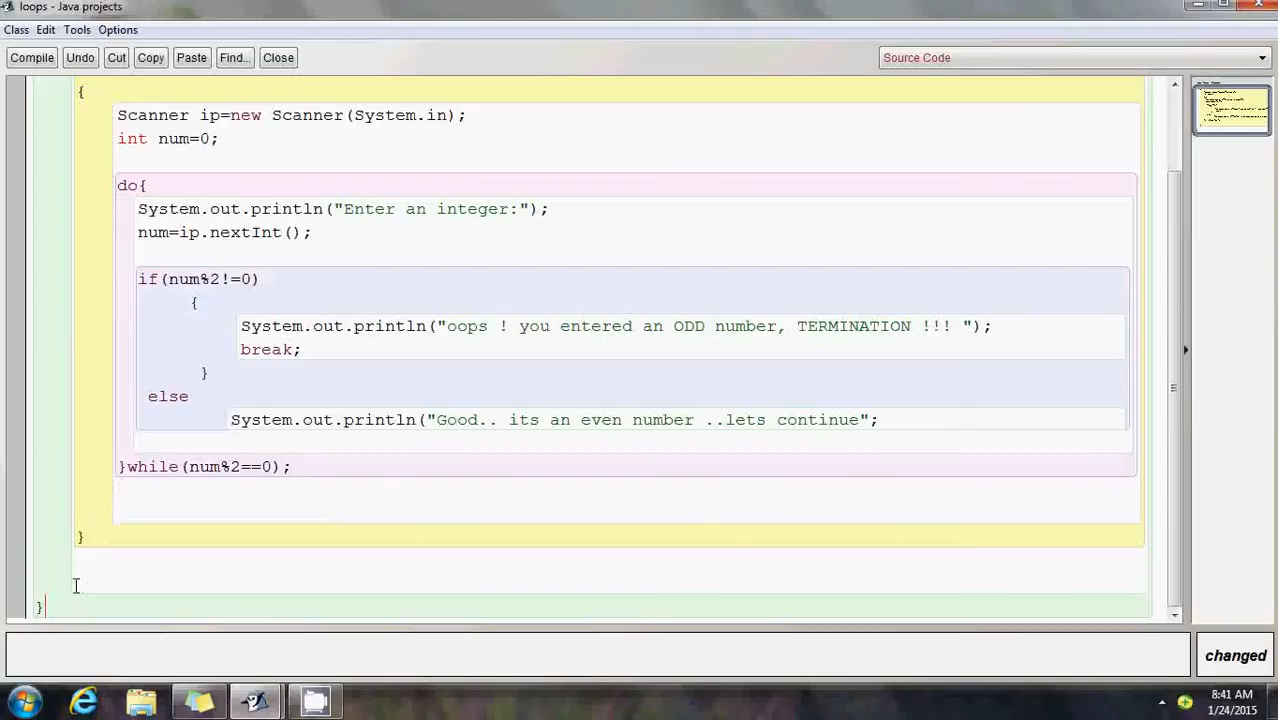 loops - Java projects
Class Edit Tools Options
Compile Undo Cut Copy Paste Find... Close Source Code
{
Scanner ip=new Scanner(System.in);
int num=0;
do{
System.out.println("Enter an integer:");
num=ip.nextInt();
if(num%2!=0)
{
System.out.println("oops ! you entered an ODD number, TERMINATION !!! ");
break;
}
else
System.out.println("Good.. its an even number ..lets continue";
}while(num%2==0);
}
}
changed
8:41 AM
1/24/2015